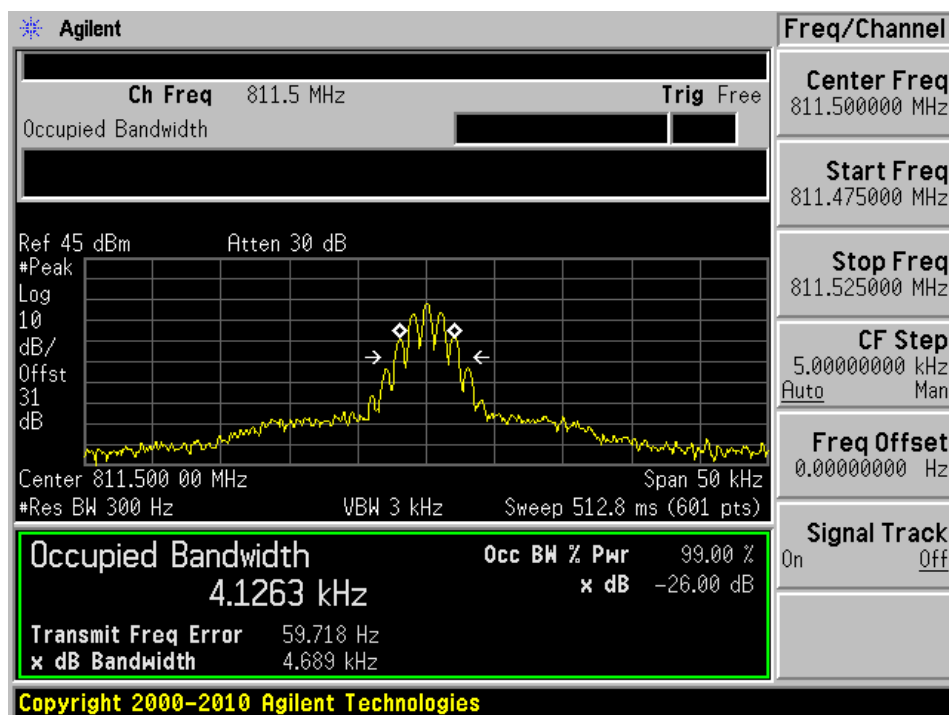 Agilent
Freq/Channel
Ch Freq 811.5 MHz Trig Free
Occupied Bandwidth
Center Freq
811.500000 MHz
Start Freq
811.475000 MHz
Stop Freq
811.525000 MHz
CF Step
5.00000000 kHz
Auto Man
Freq Offset
0.00000000 Hz
Signal Track
On Off
Ref 45 dBm Atten 30 dB
#Peak
Log
10
dB/
Offst
31
dB
Center 811.500 00 MHz Span 50 kHz
#Res BW 300 Hz VBW 3 kHz Sweep 512.8 ms (601 pts)
Occupied Bandwidth
4.1263 kHz
Occ BW % Pwr 99.00 %
x dB -26.00 dB
Transmit Freq Error 59.718 Hz
x dB Bandwidth 4.689 kHz
Copyright 2000-2010 Agilent Technologies